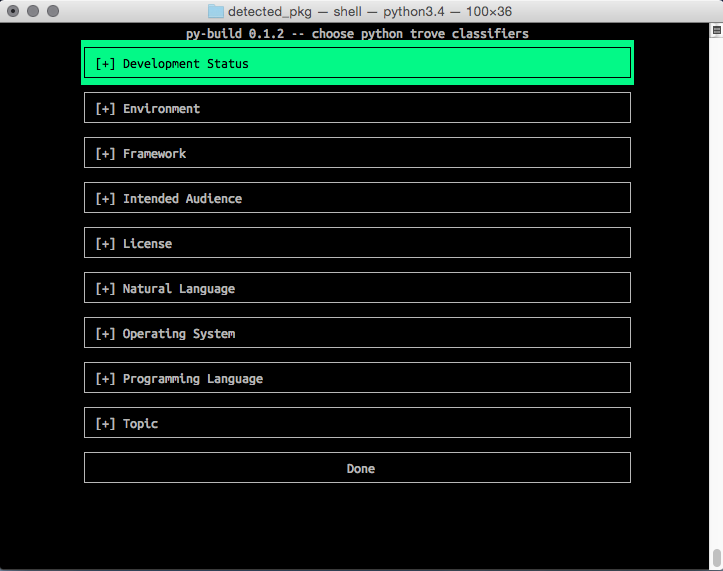 detected_pkg — shell — python3.4 — 100×36
py-build 0.1.2 -- choose python trove classifiers
[+] Development Status
[+] Environment
[+] Framework
[+] Intended Audience
[+] License
[+] Natural Language
[+] Operating System
[+] Programming Language
[+] Topic
Done